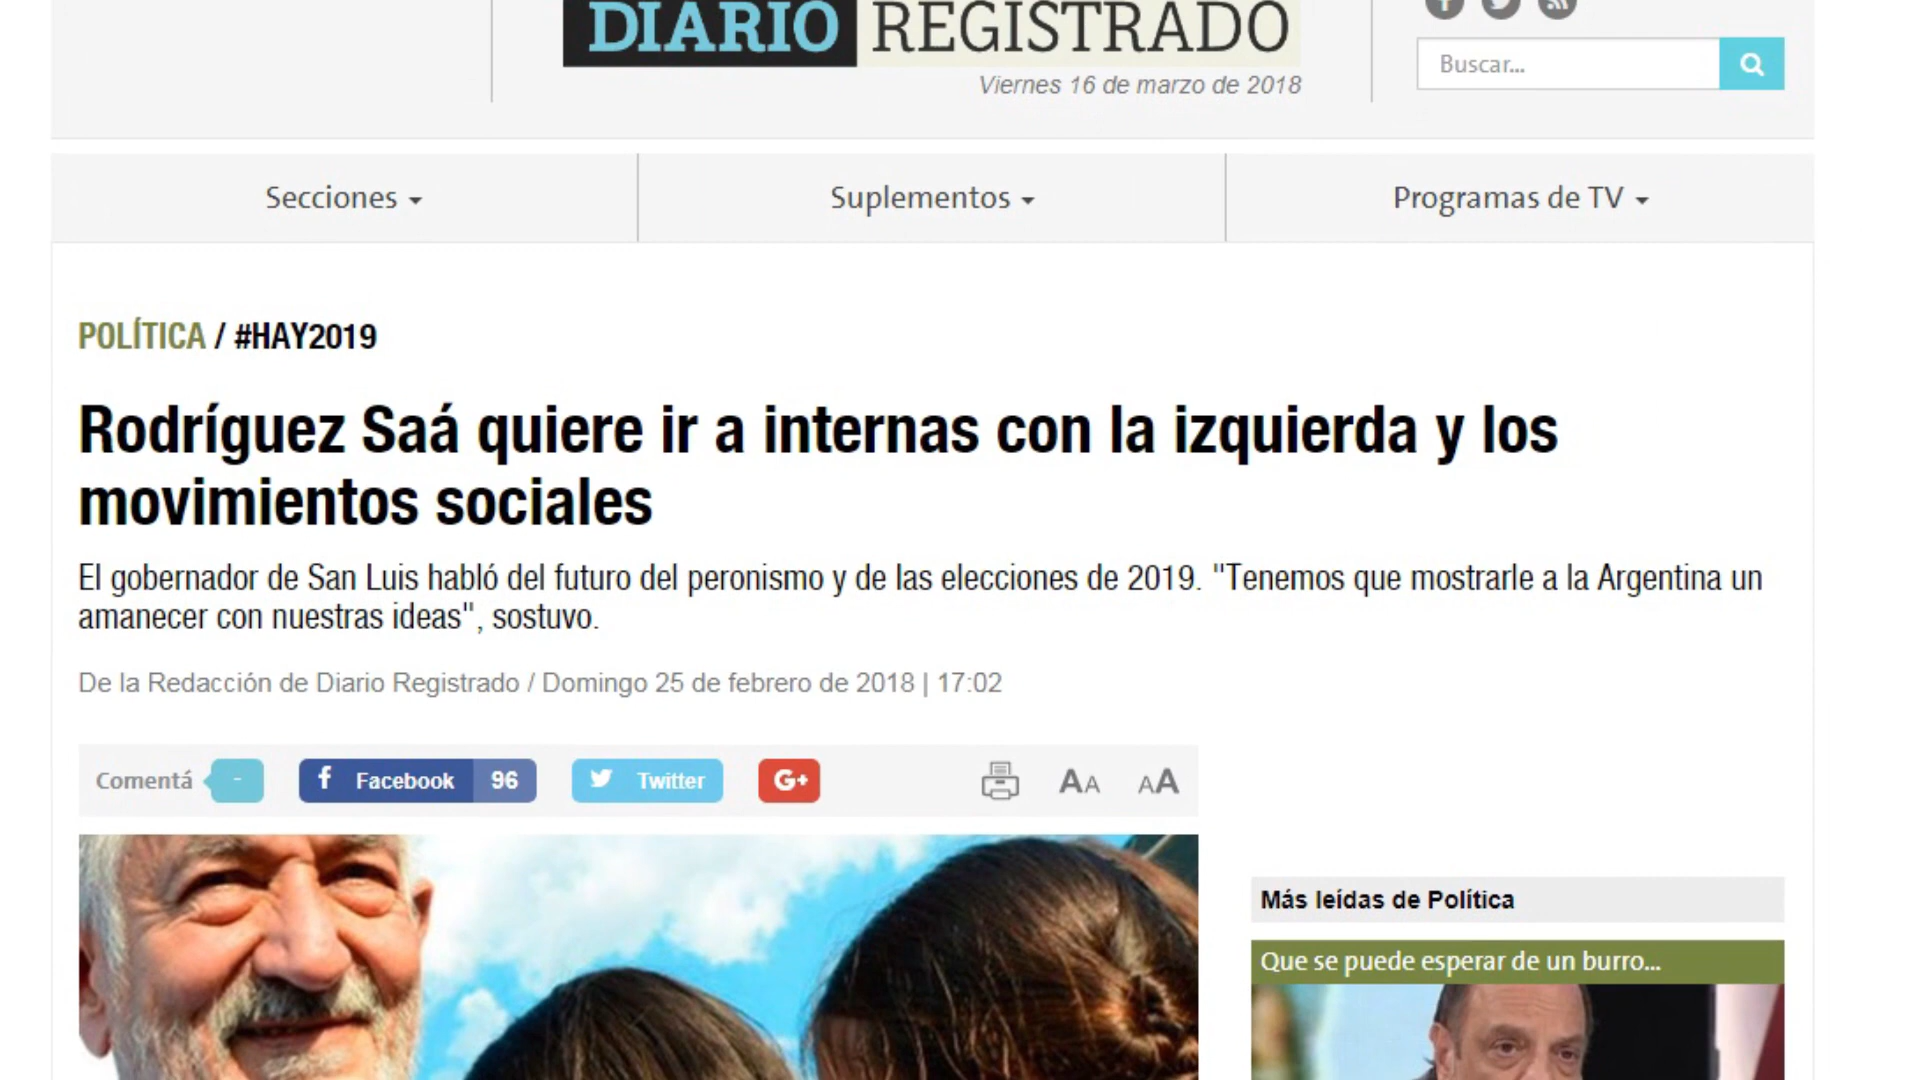 DIARIO REGISTRADO
Viernes 16 de marzo de 2018
Buscar...
Secciones
Suplementos
Programas de TV
POLÍTICA / #HAY2019
Rodríguez Saá quiere ir a internas con la izquierda y los
movimientos sociales
El gobernador de San Luis habló del futuro del peronismo y de las elecciones de 2019. "Tenemos que mostrarle a la Argentina un
amanecer con nuestras ideas", sostuvo.
De la Redacción de Diario Registrado / Domingo 25 de febrero de 2018 | 17:02
Comentá -
Facebook 96
Twitter
G+
AA
AA
Más leídas de Política
Que se puede esperar de un burro...